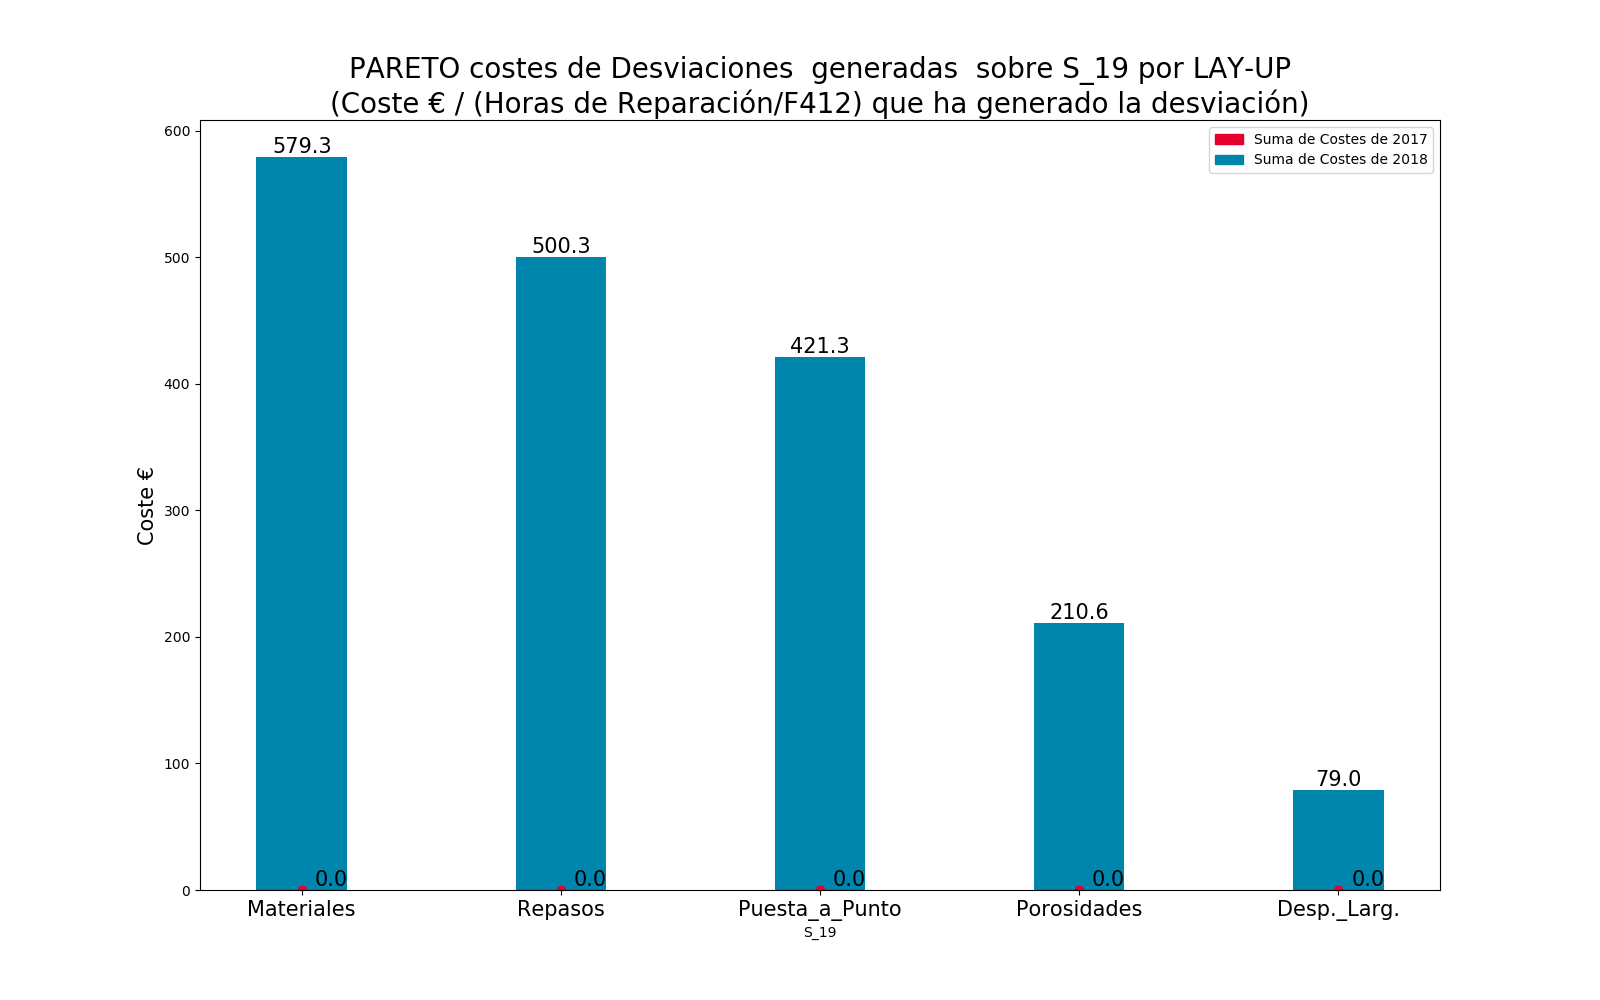 PARETO costes de Desviaciones  generadas  sobre S_19 por LAY-UP
(Coste € / (Horas de Reparación/F412) que ha generado la desviación)
Suma de Costes de 2017
Suma de Costes de 2018
Coste €
600
500
400
300
200
100
0
579.3
500.3
421.3
210.6
79.0
0.0
0.0
0.0
0.0
0.0
Materiales
Repasos
Puesta_a_Punto
Porosidades
Desp._Larg.
S_19